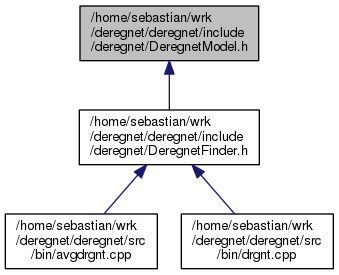 /home/sebastian/wrk
/deregnet/deregnet/include
/deregnet/DeregnetModel.h
/home/sebastian/wrk
/deregnet/deregnet/include
/deregnet/DeregnetFinder.h
/home/sebastian/wrk
/deregnet/deregnet/src
/bin/avgdrgnt.cpp
/home/sebastian/wrk
/deregnet/deregnet/src
/bin/drgnt.cpp